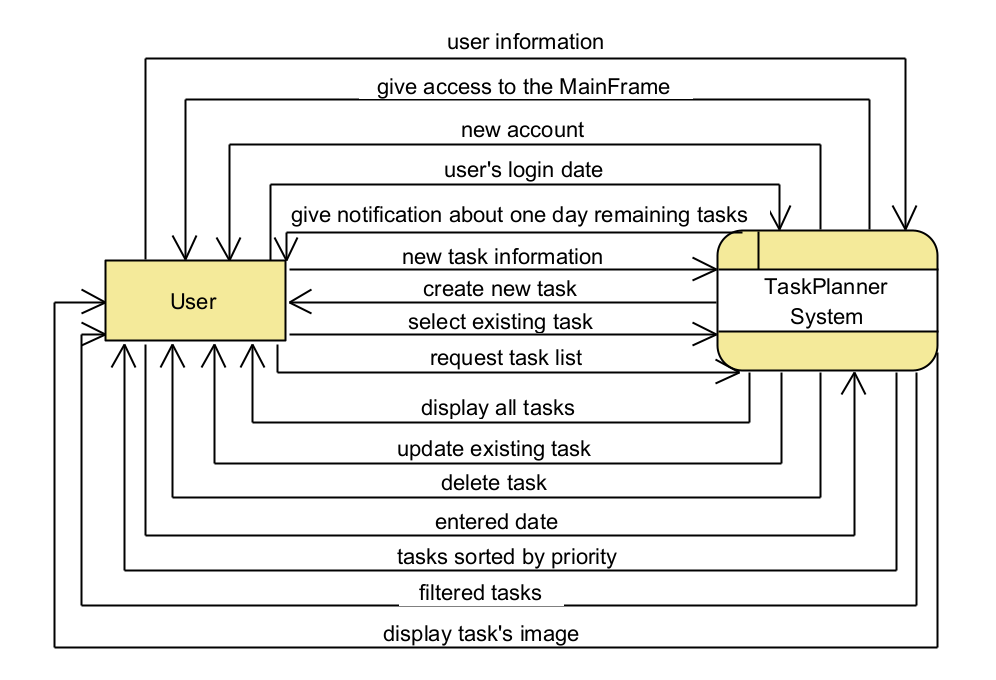 user information
give access to the MainFrame
new account
user's login date
give notification about one day remaining tasks
new task information
create new task
User
TaskPlanner
System
select existing task
request task list
display all tasks
update existing task
delete task
entered date
tasks sorted by priority
filtered tasks
display task's image